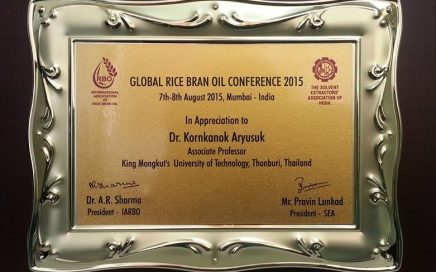 RBO
INTERNATIONAL
ASSOCIATION
OF
RICE BRAN OIL
GLOBAL RICE BRAN OIL CONFERENCE 2015
7th-8th August 2015, Mumbai - India
THE SOLVENT
EXTRACTORS'
ASSOCIATION OF
INDIA
In Appreciation to
Dr. Kornkanok Aryusuk
Associate Professor
King Mongkut's University of Technology, Thonburi, Thailand
Dr. A.R. Sharma
President - IARBO
Mr. Pravin Lunkad
President - SEA